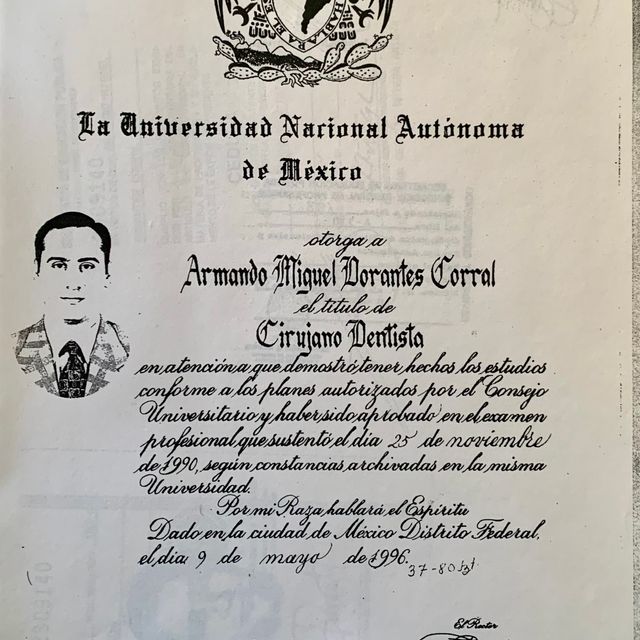 HABLARA EL
La Universidad Nacional Autónoma
de México
otorga a
Armando Miguel Dorantes Corral
el título de
Cirujano Dentista
en atención a que demostró tener hechos los estudios
conforme a los planes autorizados por el Consejo
Universitario y haber sido aprobado en el examen
profesional que sustentó el día 25 de noviembre
de 1990, según constancias archivadas en la misma
Universidad.
Por mi Raza hablará el Espíritu
Dado en la ciudad de México Distrito Federal,
el día 9 de mayo de 1996.
37-80
El Rector